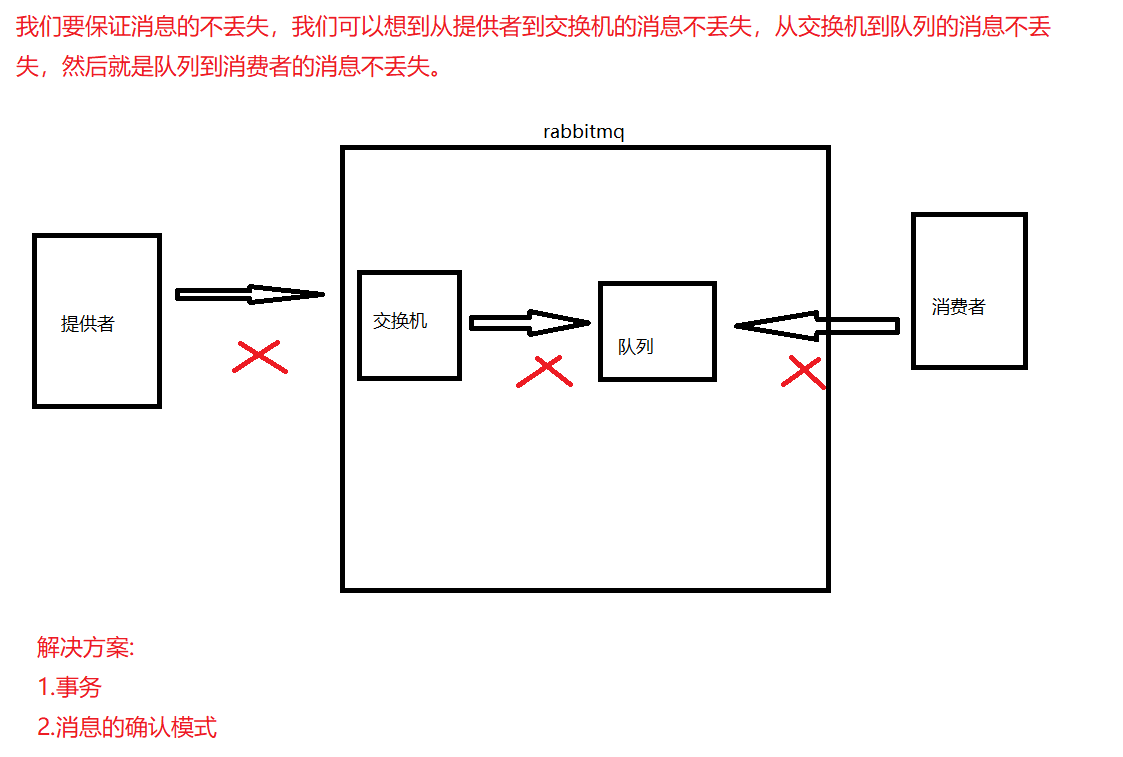 我们要保证消息的不丢失，我们可以想到从提供者到交换机的消息不丢失，从交换机到队列的消息不丢
失，然后就是队列到消费者的消息不丢失。
rabbitmq
提供者
交换机
队列
消费者
解决方案:
1.事务
2.消息的确认模式